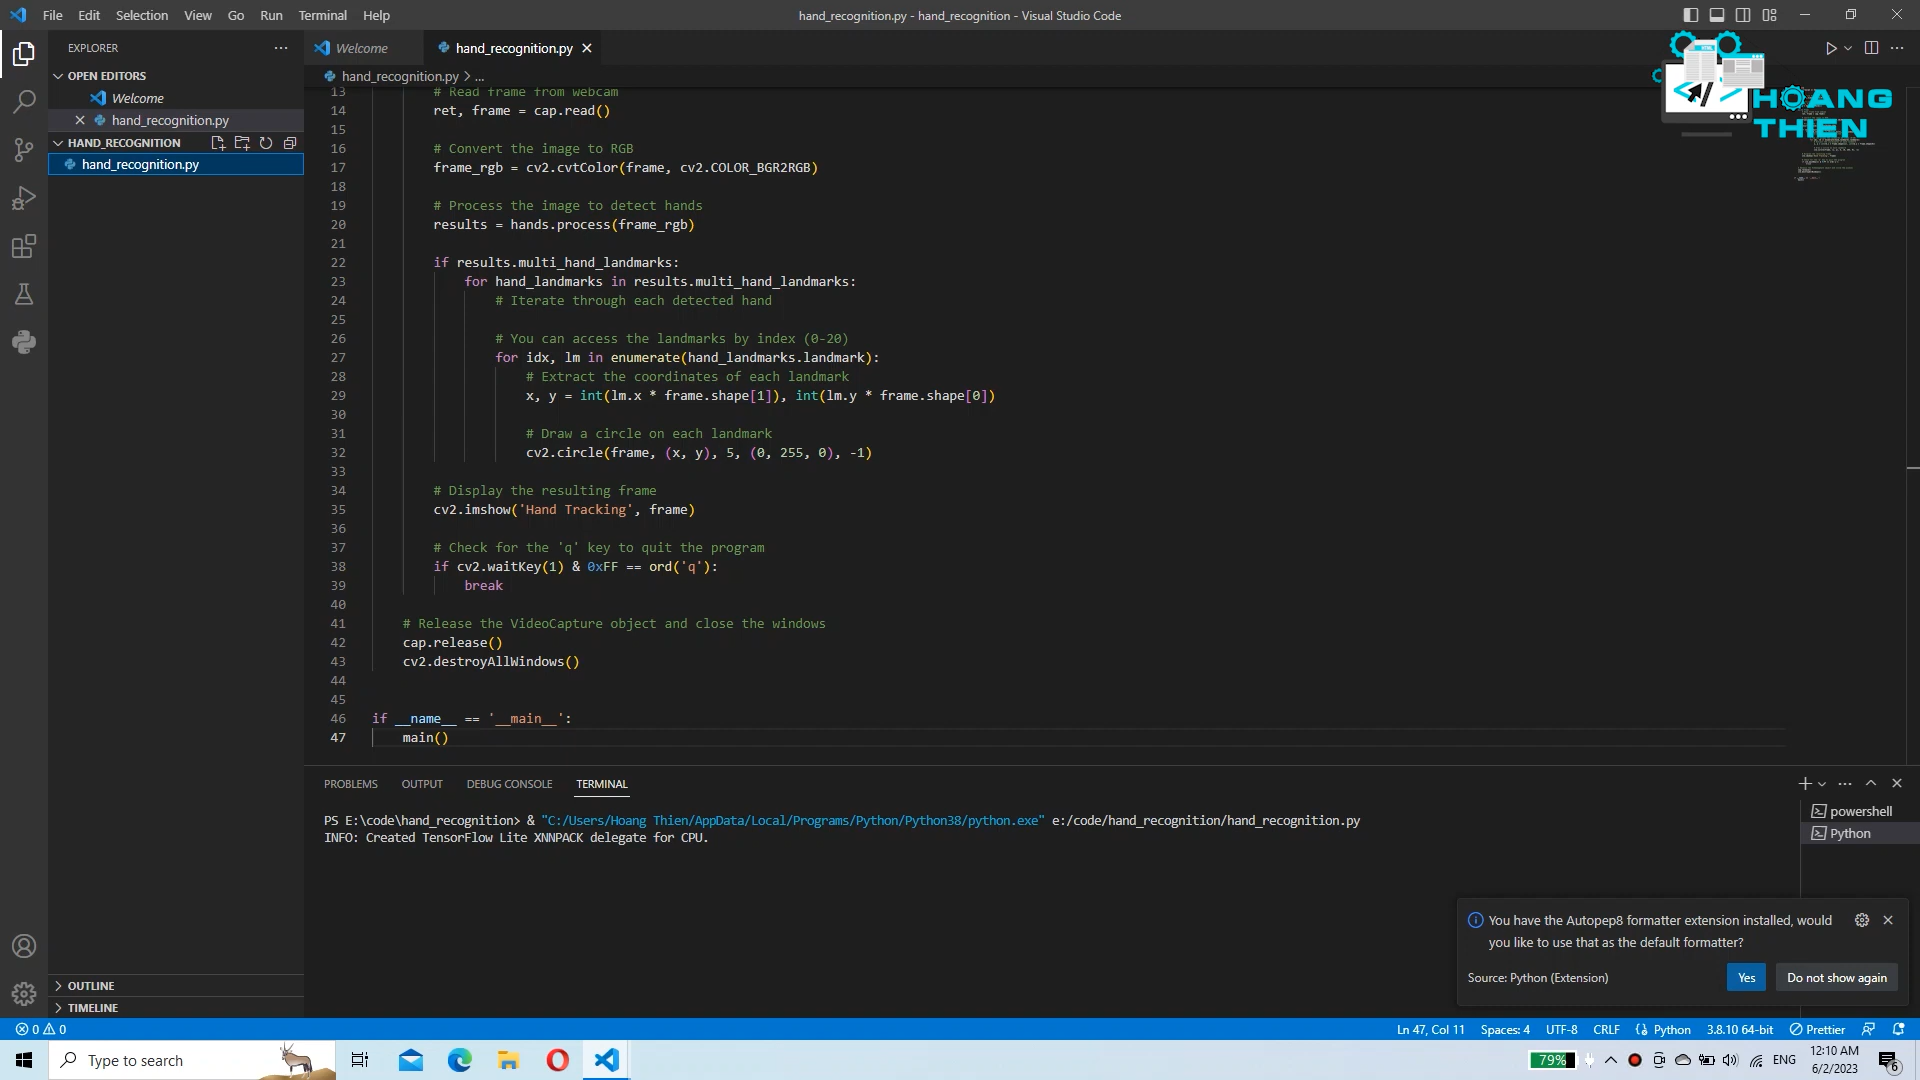 File Edit Selection View Go Run Terminal Help
hand_recognition.py - hand_recognition - Visual Studio Code
EXPLORER
OPEN EDITORS
Welcome
hand_recognition.py
HAND_RECOGNITION
hand_recognition.py
Welcome
hand_recognition.py
hand_recognition.py > ...
HOANG
THIEN
13 # Read frame from webcam
14 ret, frame = cap.read()
15
16 # Convert the image to RGB
17 frame_rgb = cv2.cvtColor(frame, cv2.COLOR_BGR2RGB)
18
19 # Process the image to detect hands
20 results = hands.process(frame_rgb)
21
22 if results.multi_hand_landmarks:
23 for hand_landmarks in results.multi_hand_landmarks:
24 # Iterate through each detected hand
25
26 # You can access the landmarks by index (0-20)
27 for idx, lm in enumerate(hand_landmarks.landmark):
28 # Extract the coordinates of each landmark
29 x, y = int(lm.x * frame.shape[1]), int(lm.y * frame.shape[0])
30
31 # Draw a circle on each landmark
32 cv2.circle(frame, (x, y), 5, (0, 255, 0), -1)
33
34 # Display the resulting frame
35 cv2.imshow('Hand Tracking', frame)
36
37 # Check for the 'q' key to quit the program
38 if cv2.waitKey(1) & 0xFF == ord('q'):
39 break
40
41 # Release the VideoCapture object and close the windows
42 cap.release()
43 cv2.destroyAllWindows()
44
45
46 if __name__ == '__main__':
47 main()
PROBLEMS OUTPUT DEBUG CONSOLE TERMINAL
PS E:\code\hand_recognition> & "C:/Users/Hoang Thien/AppData/Local/Programs/Python/Python38/python.exe" e:/code/hand_recognition/hand_recognition.py
INFO: Created TensorFlow Lite XNNPACK delegate for CPU.
powershell
Python
You have the Autopep8 formatter extension installed, would
you like to use that as the default formatter?
Source: Python (Extension)
Yes
Do not show again
OUTLINE
TIMELINE
0 0
Ln 47, Col 11 Spaces: 4 UTF-8 CRLF Python 3.8.10 64-bit Prettier
Type to search
79%
ENG
12:10 AM
6/2/2023
6